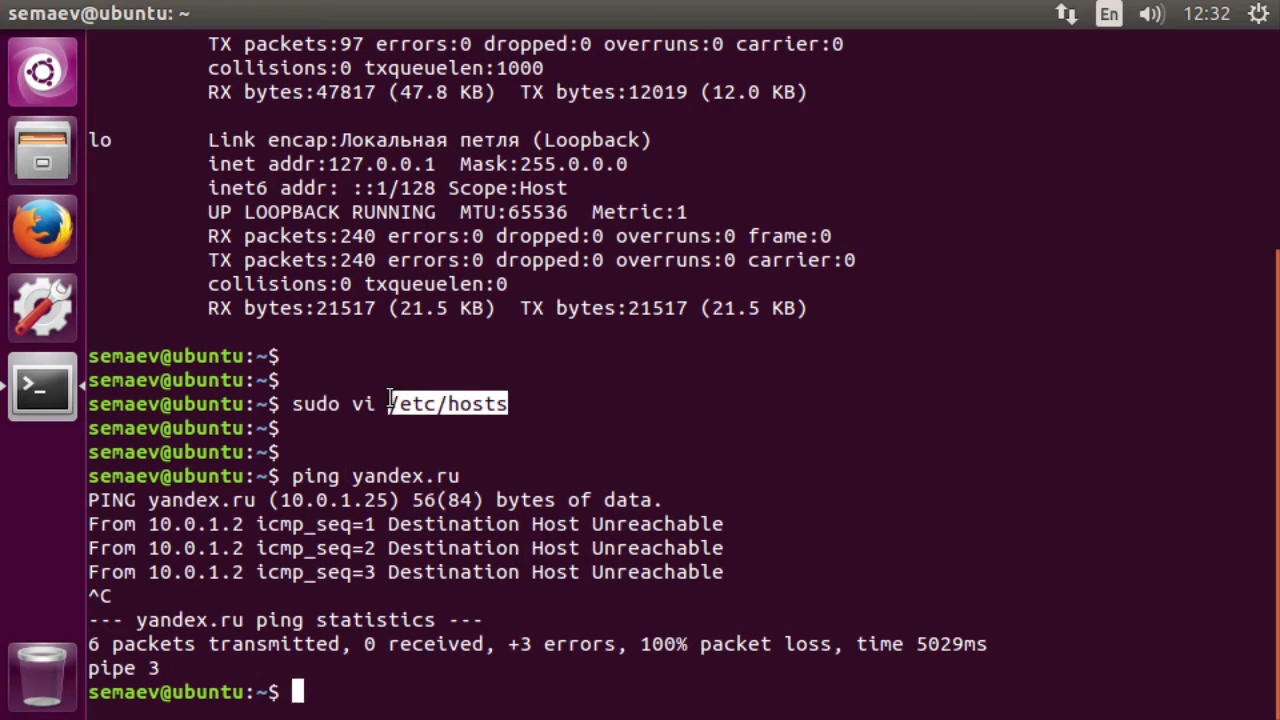 semaev@ubuntu: ~
En
12:32
TX packets:97 errors:0 dropped:0 overruns:0 carrier:0
collisions:0 txqueuelen:1000
RX bytes:47817 (47.8 KB)  TX bytes:12019 (12.0 KB)
lo        Link encap:Локальная петля (Loopback)
inet addr:127.0.0.1  Mask:255.0.0.0
inet6 addr: ::1/128 Scope:Host
UP LOOPBACK RUNNING  MTU:65536  Metric:1
RX packets:240 errors:0 dropped:0 overruns:0 frame:0
TX packets:240 errors:0 dropped:0 overruns:0 carrier:0
collisions:0 txqueuelen:0
RX bytes:21517 (21.5 KB)  TX bytes:21517 (21.5 KB)
semaev@ubuntu:~$
semaev@ubuntu:~$
semaev@ubuntu:~$ sudo vi /etc/hosts
semaev@ubuntu:~$
semaev@ubuntu:~$
semaev@ubuntu:~$ ping yandex.ru
PING yandex.ru (10.0.1.25) 56(84) bytes of data.
From 10.0.1.2 icmp_seq=1 Destination Host Unreachable
From 10.0.1.2 icmp_seq=2 Destination Host Unreachable
From 10.0.1.2 icmp_seq=3 Destination Host Unreachable
^C
--- yandex.ru ping statistics ---
6 packets transmitted, 0 received, +3 errors, 100% packet loss, time 5029ms
pipe 3
semaev@ubuntu:~$